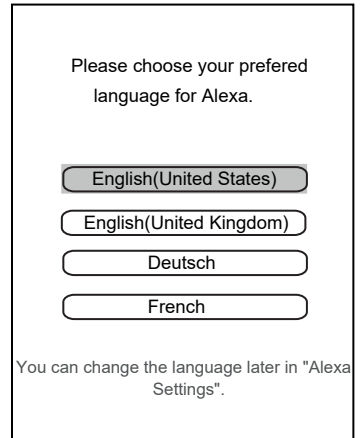 Please choose your prefered
language for Alexa.
English(United States)
English(United Kingdom)
Deutsch
French
You can change the language later in "Alexa
Settings".